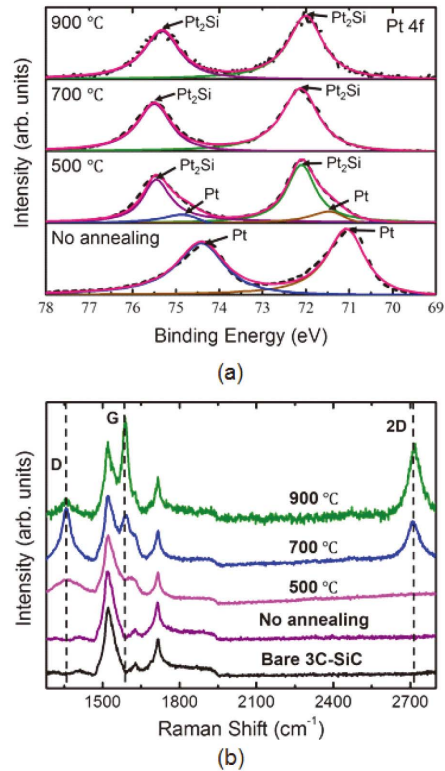 (a)
900 °C
Pt₂Si
Pt₂Si
Pt 4f
700 °C
Pt₂Si
Pt₂Si
500 °C
Pt₂Si
Pt
Pt₂Si
Pt
No annealing
Pt
Pt
Intensity (arb. units)
78 77 76 75 74 73 72 71 70 69
Binding Energy (eV)
(a)
(b)
D
G
2D
900 °C
700 °C
500 °C
No annealing
Bare 3C-SiC
Intensity (arb. units)
1500 1800 2100 2400 2700
Raman Shift (cm⁻¹)
(b)